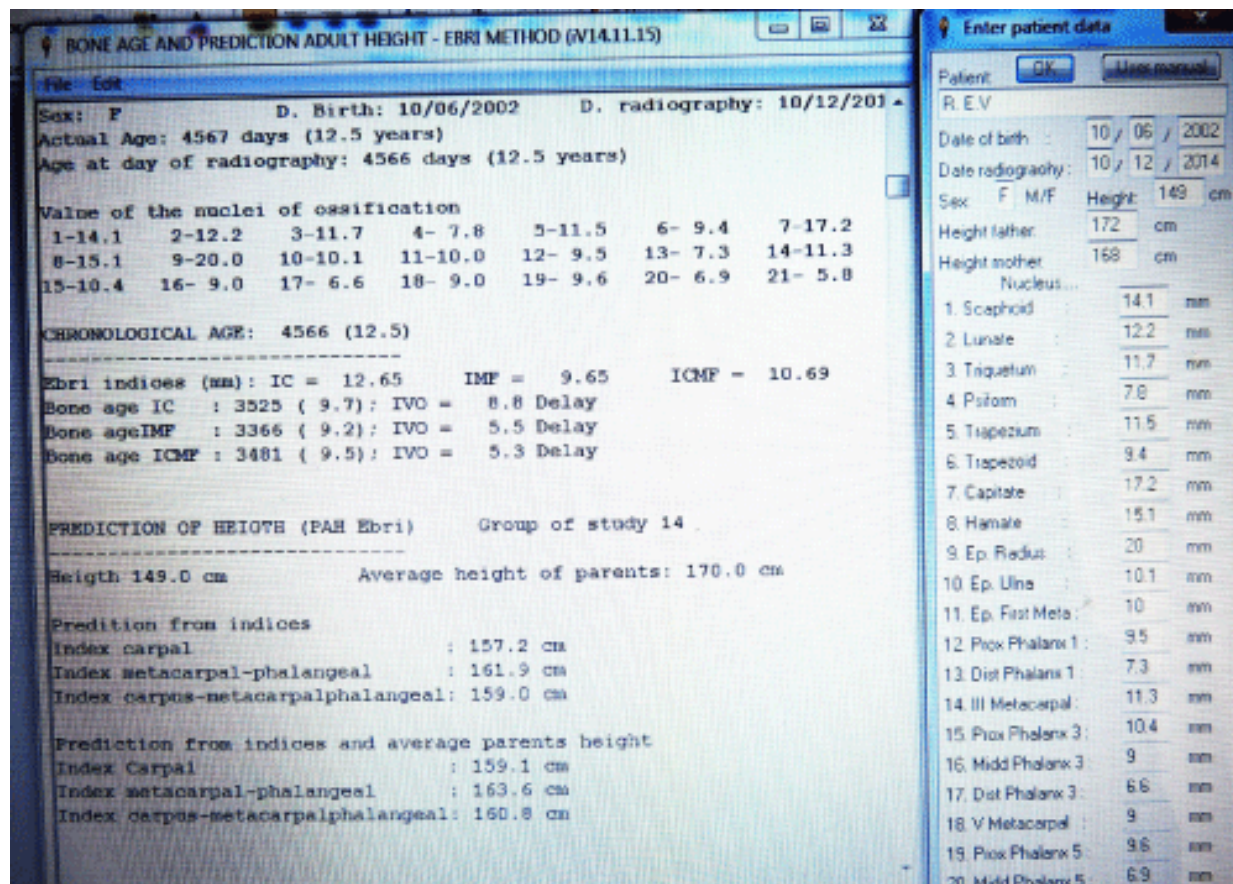 BONE AGE AND PREDICTION ADULT HEIGHT - EBRI METHOD (iV14.11.15)
File Edit
Sex: F D. Birth: 10/06/2002 D. radiography: 10/12/201
Actual Age: 4567 days (12.5 years)
Age at day of radiography: 4566 days (12.5 years)
Value of the nuclei of ossification
1-14.1 2-12.2 3-11.7 4- 7.8 5-11.5 6- 9.4 7-17.2
8-15.1 9-20.0 10-10.1 11-10.0 12- 9.5 13- 7.3 14-11.3
15-10.4 16- 9.0 17- 6.6 18- 9.0 19- 9.6 20- 6.9 21- 5.8
CHRONOLOGICAL AGE: 4566 (12.5)
Ebri indices (mm): IC = 12.65 IMF = 9.65 ICMF = 10.69
Bone age IC : 3525 ( 9.7); IVO = 8.8 Delay
Bone ageIMF : 3366 ( 9.2); IVO = 5.5 Delay
Bone age ICMF : 3481 ( 9.5); IVO = 5.3 Delay
PREDICTION OF HEIGTH (PAH Ebri) Group of study 14
Heigth 149.0 cm Average height of parents: 170.0 cm
Predition from indices
Index carpal : 157.2 cm
Index metacarpal-phalangeal : 161.9 cm
Index carpus-metacarpalphalangeal: 159.0 cm
Prediction from indices and average parents height
Index Carpal : 159.1 cm
Index metacarpal-phalangeal : 163.6 cm
Index carpus-metacarpalphalangeal: 160.8 cm
Enter patient data
Patient OK User manual
R.E.V
Date of birth : 10 / 06 / 2002
Date radiograohy : 10 / 12 / 2014
Sex F M/F Height: 149 cm
Height father. 172 cm
Height mother 168 cm
Nucleus...
1. Scaphoid 14.1 mm
2 Lunate : 12.2 mm
3. Triquetum : 11.7 mm
4. Psiform 7.8 mm
5. Trapezium : 11.5 mm
6. Trapezoid 9.4 mm
7. Capitate : 17.2 mm
8. Hamate : 15.1 mm
9. Ep. Radius : 20 mm
10. Ep. Ulna : 10.1 mm
11. Ep. First Meta : 10 mm
12. Prox Phalanx 1 : 9.5 mm
13. Dist Phalanx 1 : 7.3 mm
14. III Metacarpal : 11.3 mm
15. Prox Phalanx 3 : 10.4 mm
16. Midd Phalanx 3 9 mm
17. Dist Phalanx 3 : 6.6 mm
18. V Metacarpal : 9 mm
19. Prox Phalanx 5 : 9.6 mm
20. Midd Phalanx 5 : 6.9 mm